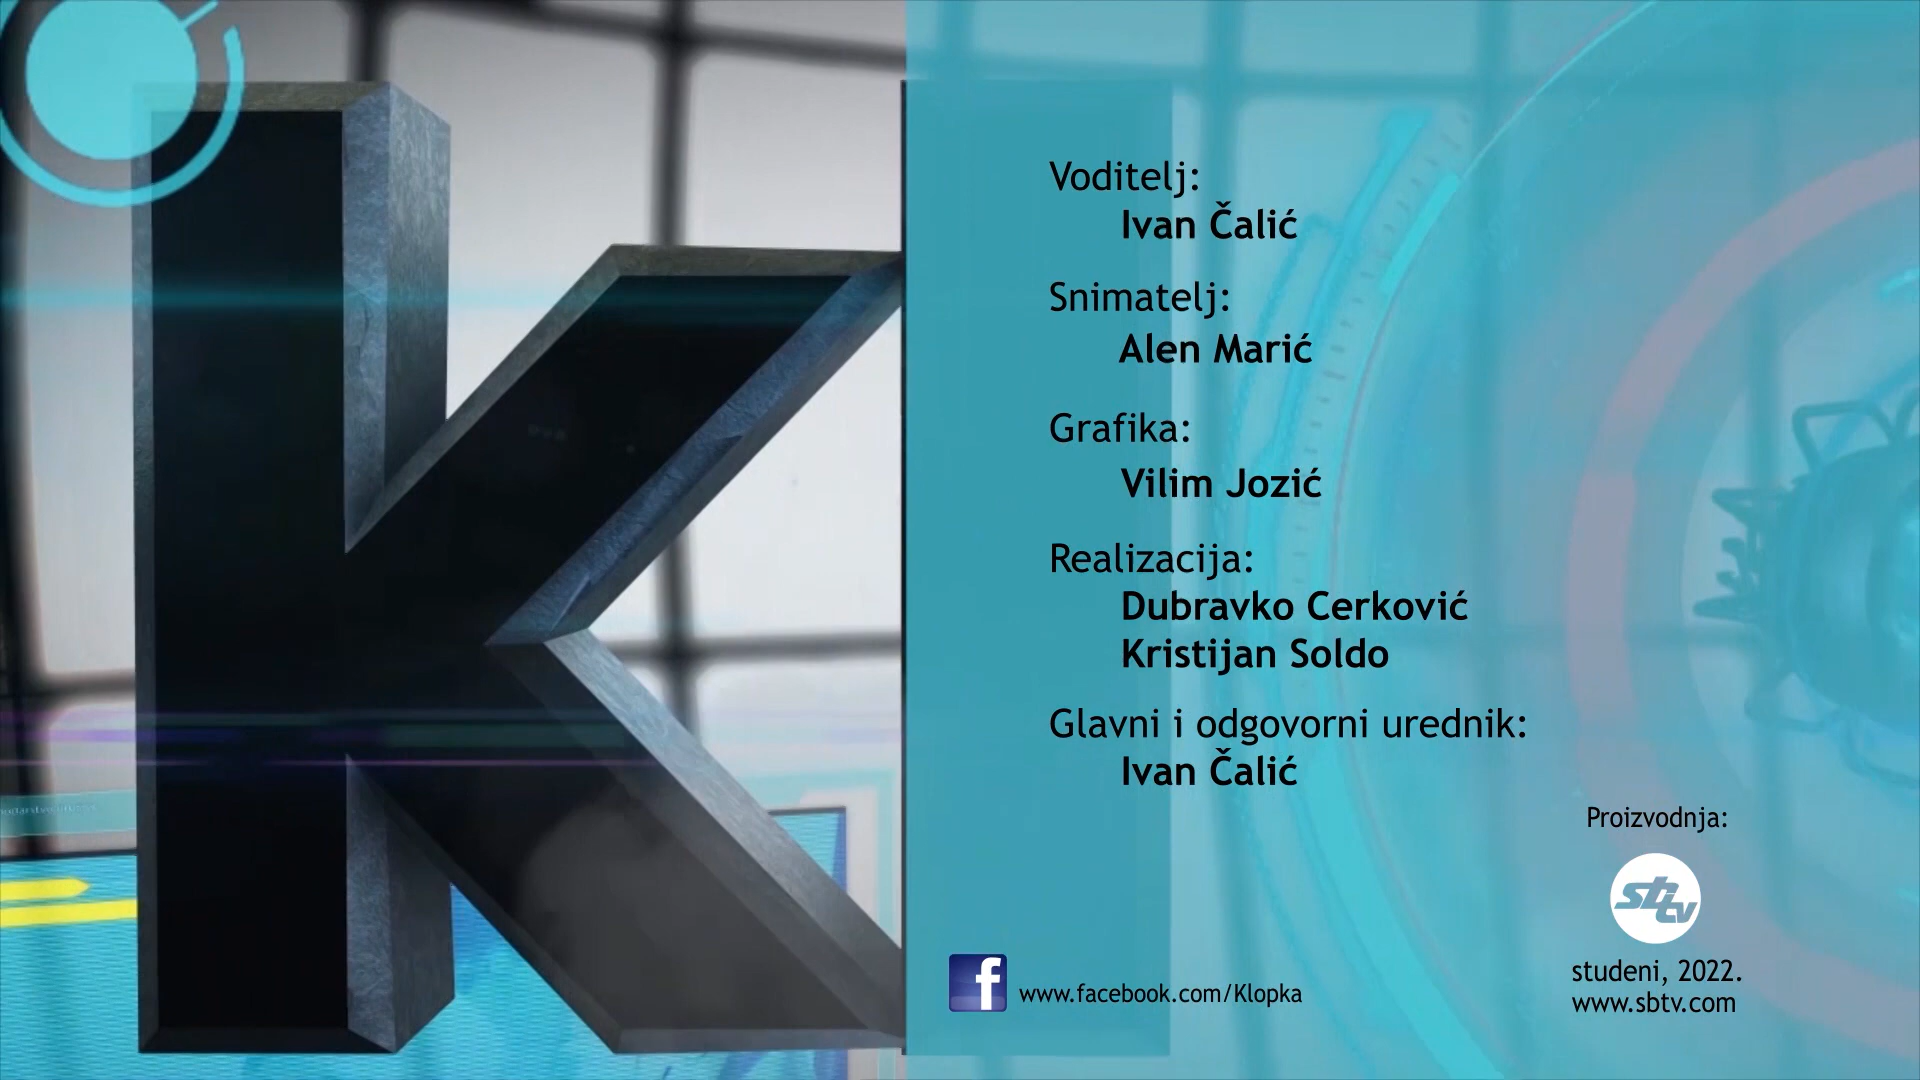 K
Voditelj:
Ivan Čalić
Snimatelj:
Alen Marić
Grafika:
Vilim Jozić
Realizacija:
Dubravko Cerković
Kristijan Soldo
Glavni i odgovorni urednik:
Ivan Čalić
Proizvodnja:
sbtv
studeni, 2022.
www.sbtv.com
f
www.facebook.com/Klopka